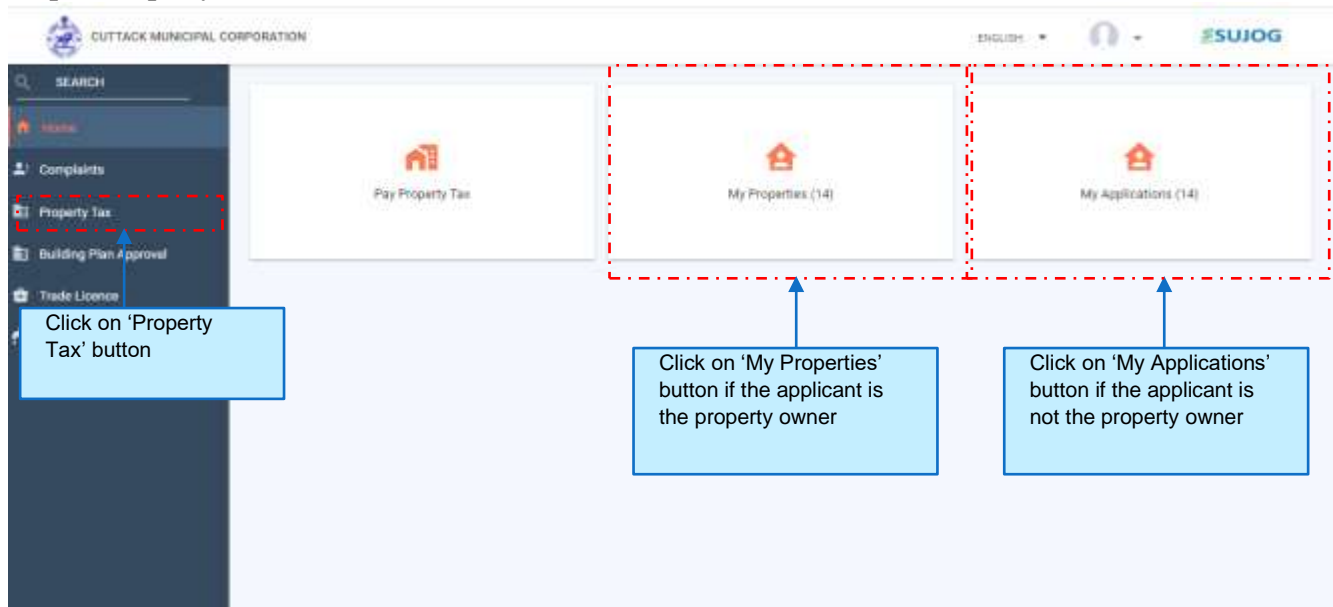 CUTTACK MUNICIPAL CORPORATION
ENGLISH
SUJOG
SEARCH
Home
Complaints
Property Tax
Building Plan Approval
Trade Licence
Pay Property Tax
My Properties (14)
My Applications (14)
Click on ‘Property
Tax’ button
Click on ‘My Properties’
button if the applicant is
the property owner
Click on ‘My Applications’
button if the applicant is
not the property owner